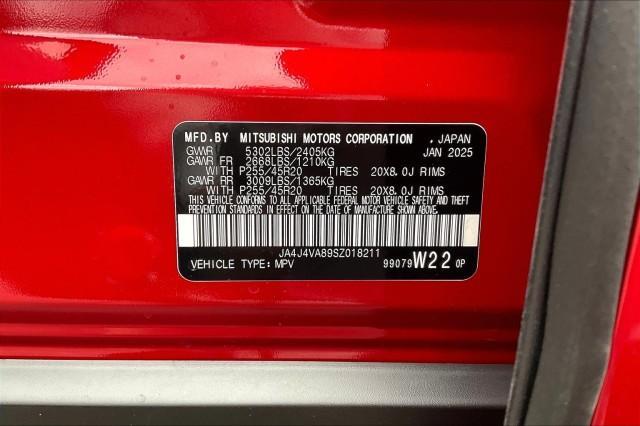 MFD.BY MITSUBISHI MOTORS CORPORATION , JAPAN
GVWR 5302LBS/2405KG JAN 2025
GAWR FR 2668LBS/1210KG
WITH P255/45R20 TIRES 20X8.0J RIMS
GAWR RR 3009LBS/1365KG
WITH P255/45R20 TIRES 20X8.0J RIMS
THIS VEHICLE CONFORMS TO ALL APPLICABLE U.S. FEDERAL MOTOR VEHICLE SAFETY AND THEFT
PREVENTION STANDARDS IN EFFECT ON THE DATE OF MANUFACTURE SHOWN ABOVE.
JA4J4VA89SZ018211
VEHICLE TYPE: MPV 99079 W22 0P